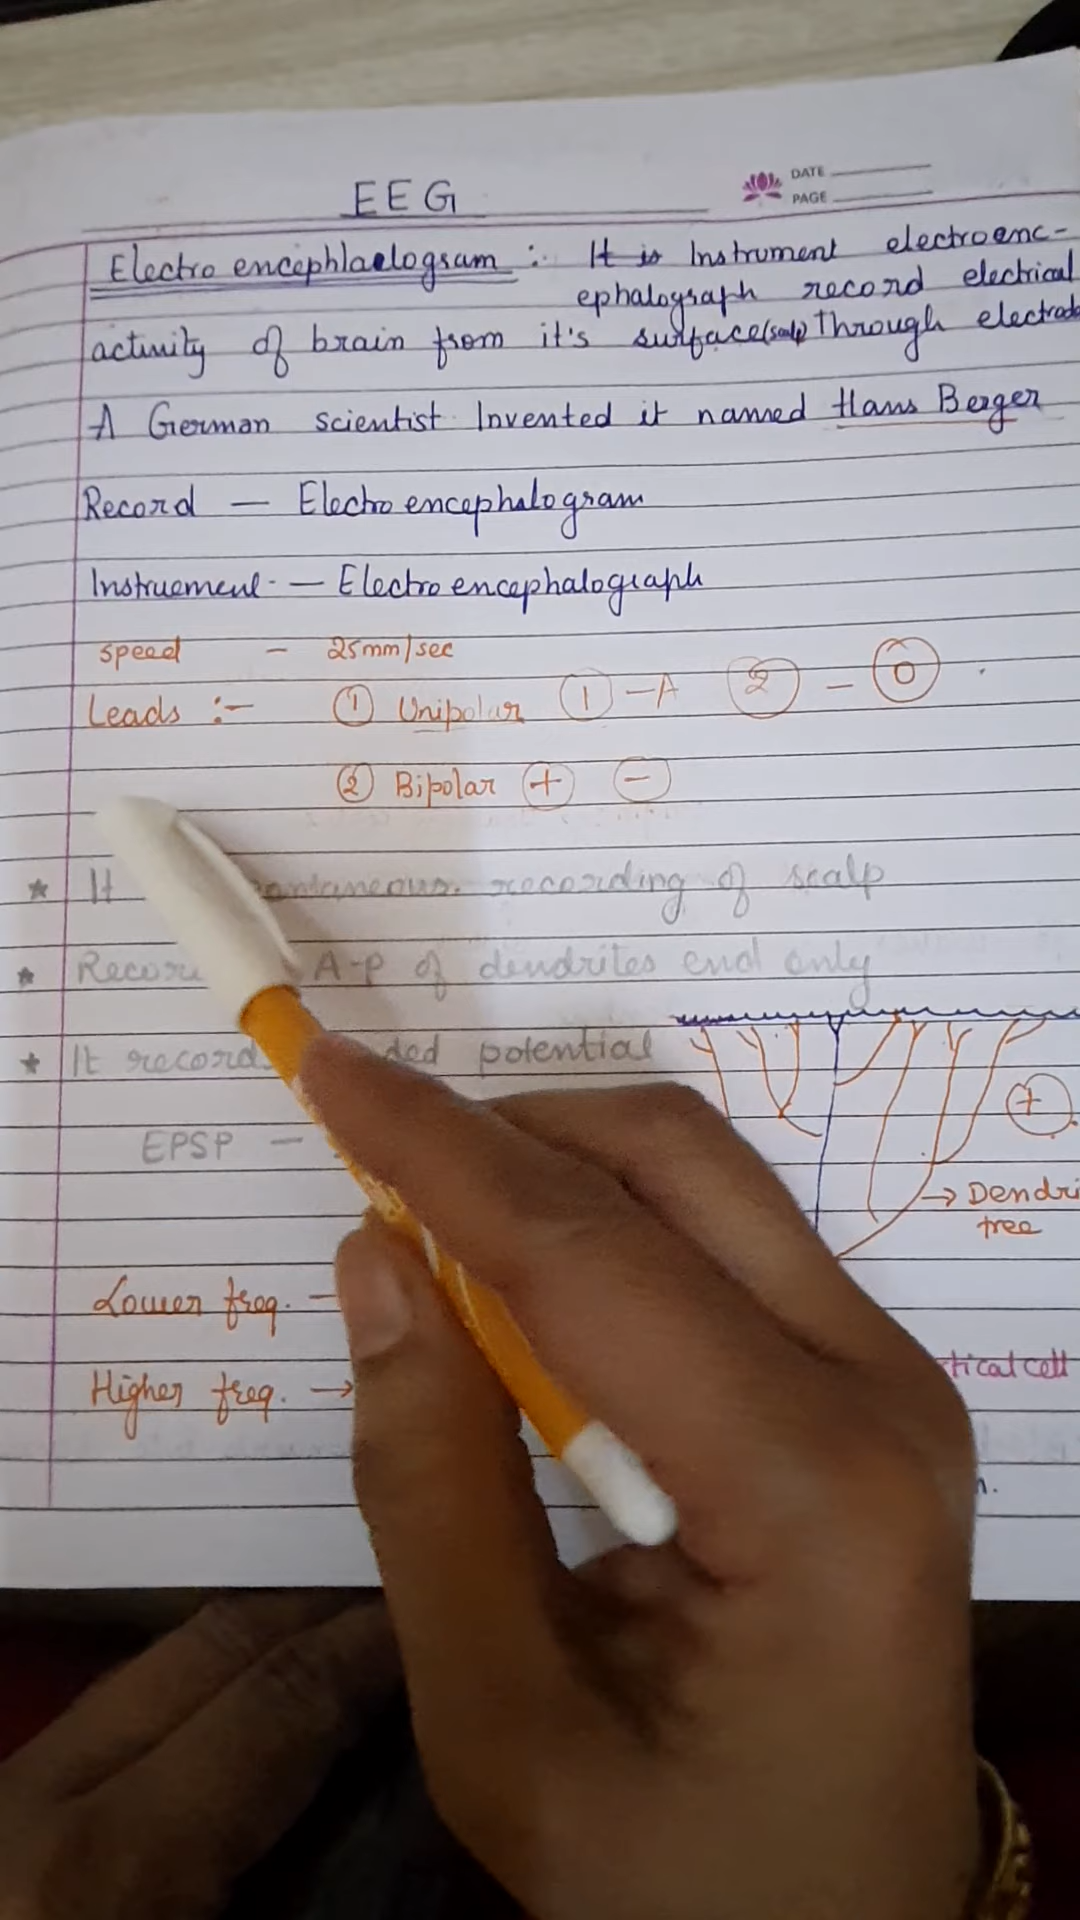 EEG
DATE
PAGE
Electro encephlaelogram : It is Instrument electroenc-
ephalograph record electrical
activity of brain from it's surface(scalp) Through electrode
A German scientist Invented it named Hans Berger
Record — Electro encephalogram
Instruement - — Electro encephalograph
speed - 25mm/sec
Leads :- ① Unipolar ① - A ② - 0
② Bipolar + -
★ It recording of scalp
★ A-P of dendrites end only
★ It record potential
EPSP -
+
→ Dendri
tree
Lower freq. -
Higher freq. →
tical cell
n.